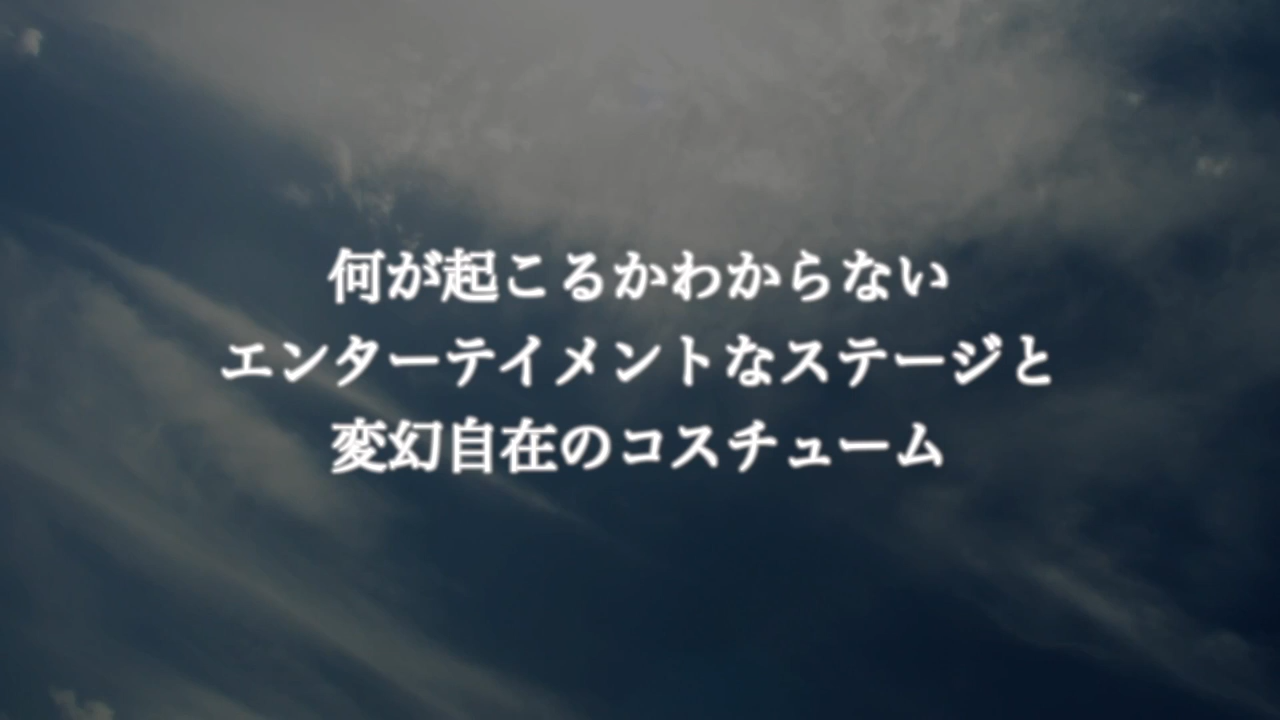 何が起こるかわからない
エンターテイメントなステージと
変幻自在のコスチューム